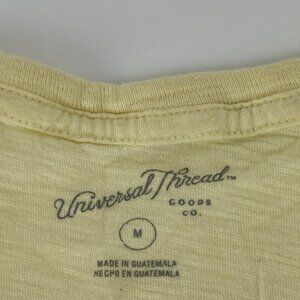 Universal Thread™
GOODS
CO.
M
MADE IN GUATEMALA
HECHO EN GUATEMALA